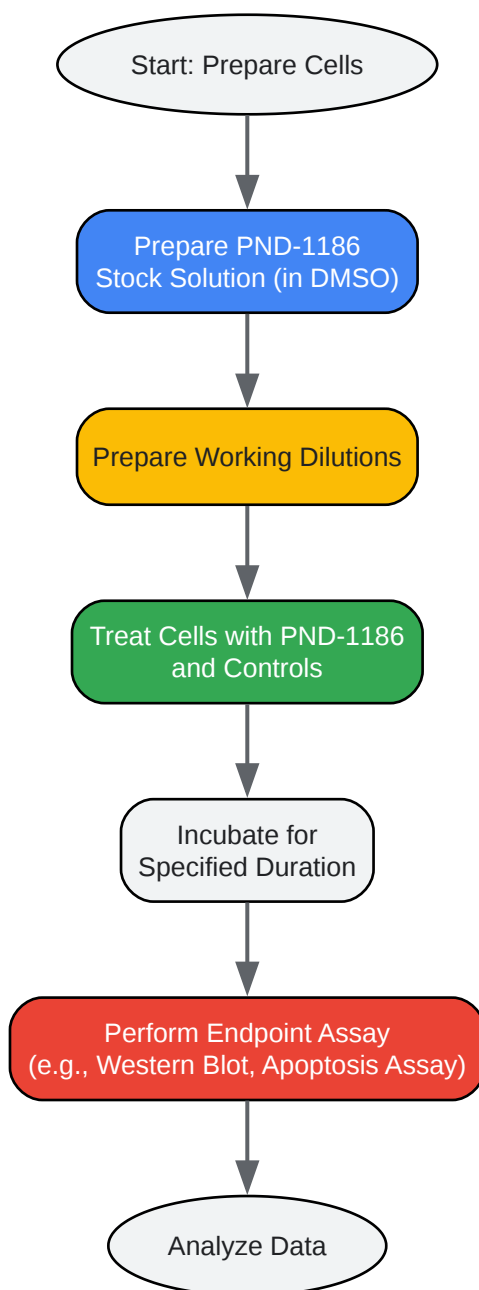 Start: Prepare Cells
Prepare PND-1186
Stock Solution (in DMSO)
Prepare Working Dilutions
Treat Cells with PND-1186
and Controls
Incubate for
Specified Duration
Perform Endpoint Assay
(e.g., Western Blot, Apoptosis Assay)
Analyze Data